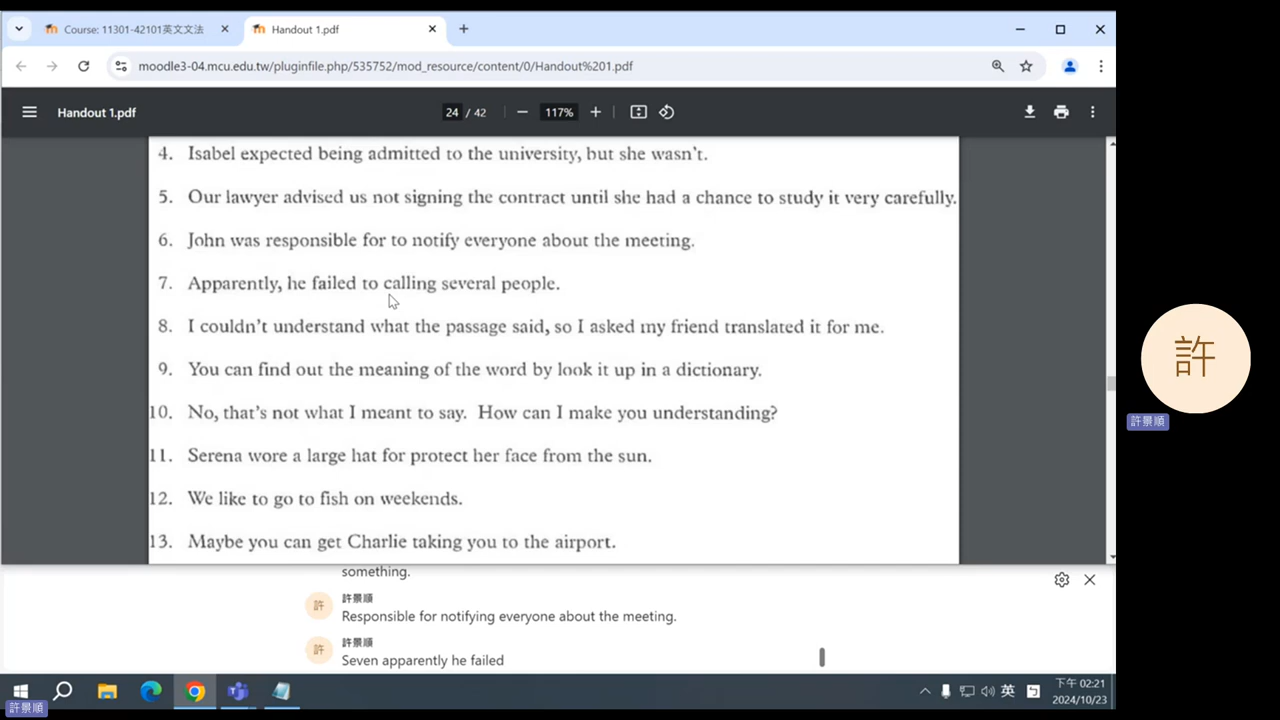 Course: 11301-42101英文文法
Handout 1.pdf
moodle3-04.mcu.edu.tw/pluginfile.php/535752/mod_resource/content/0/Handout%201.pdf
Handout 1.pdf
24 / 42
117%
4. Isabel expected being admitted to the university, but she wasn't.
5. Our lawyer advised us not signing the contract until she had a chance to study it very carefully.
6. John was responsible for to notify everyone about the meeting.
7. Apparently, he failed to calling several people.
8. I couldn't understand what the passage said, so I asked my friend translated it for me.
9. You can find out the meaning of the word by look it up in a dictionary.
10. No, that's not what I meant to say. How can I make you understanding?
11. Serena wore a large hat for protect her face from the sun.
12. We like to go to fish on weekends.
13. Maybe you can get Charlie taking you to the airport.
something.
許
許景順
Responsible for notifying everyone about the meeting.
許
許景順
Seven apparently he failed
許
許景順
英
ㄅ
下午 02:21
2024/10/23
許景順